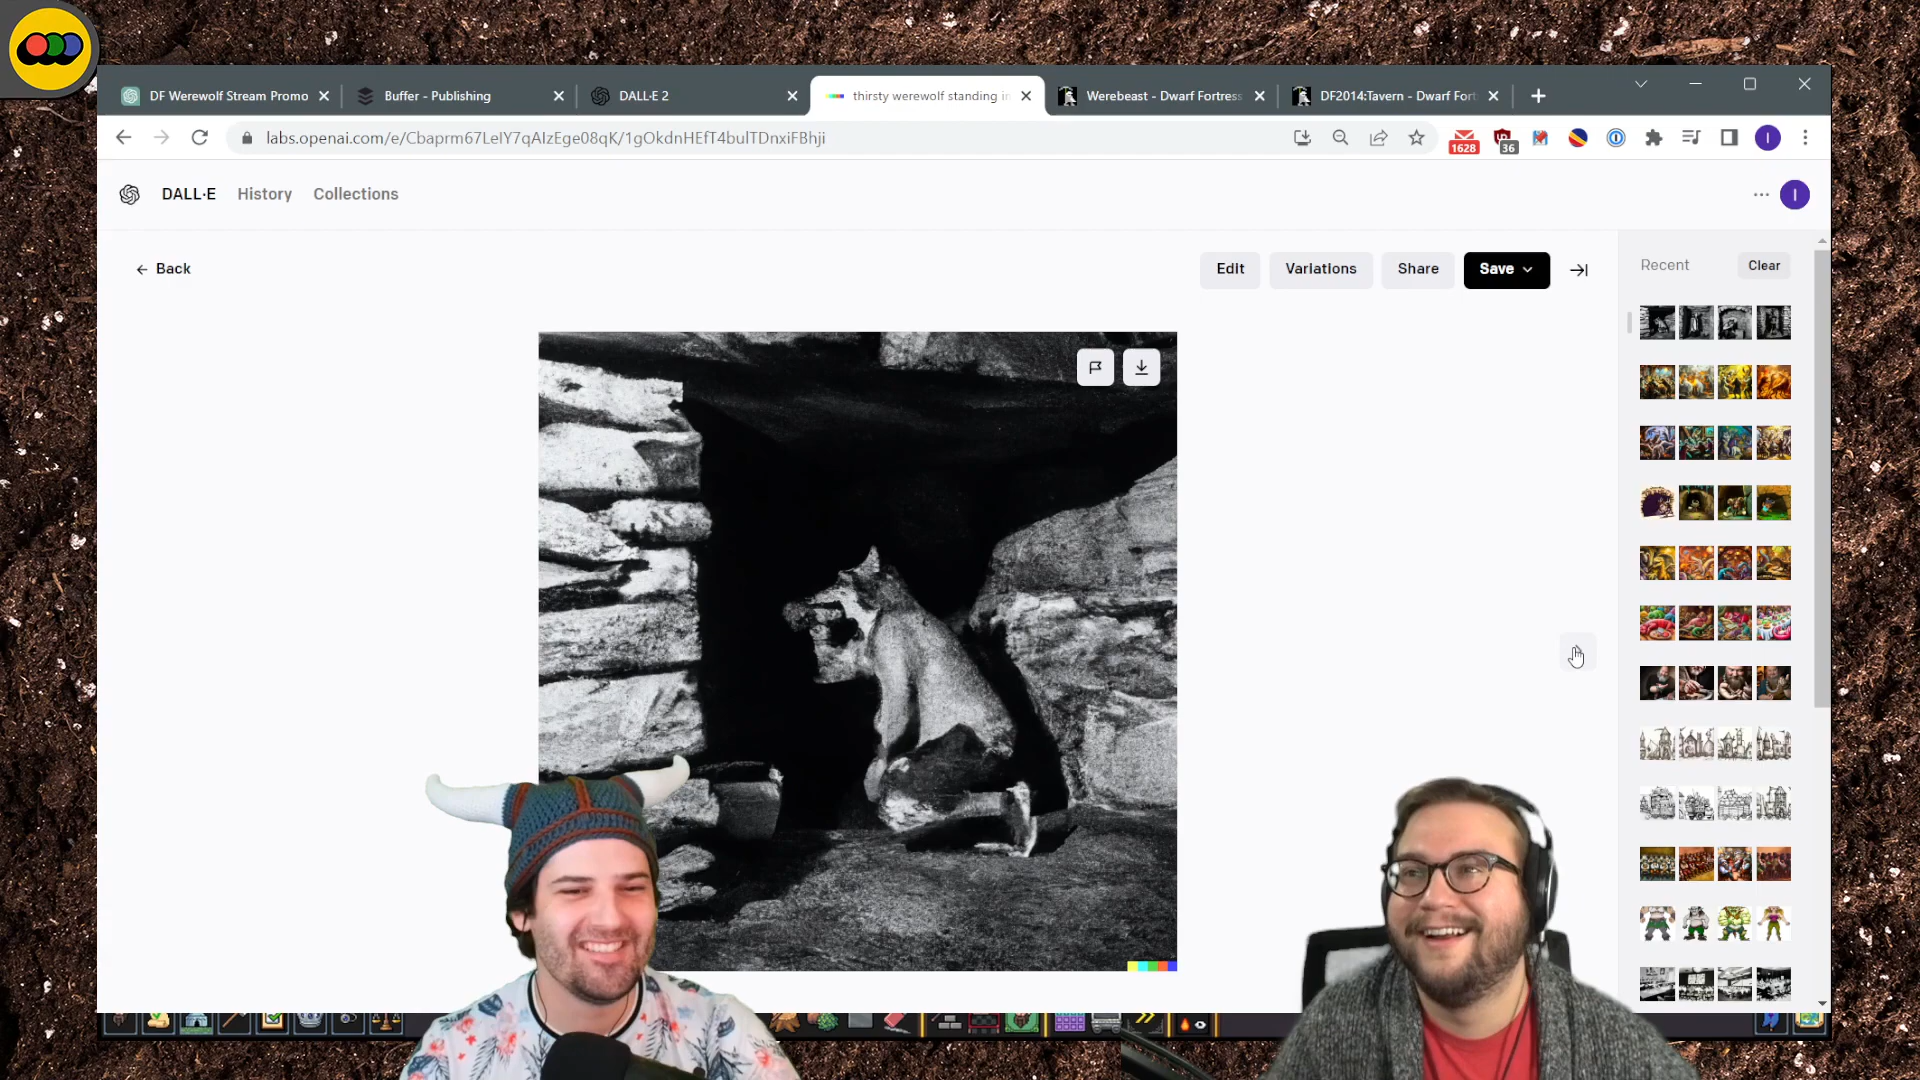 DF Werewolf Stream Promo
Buffer - Publishing
DALL·E 2
thirsty werewolf standing in
Werebeast - Dwarf Fortress
DF2014:Tavern - Dwarf Fort
labs.openai.com/e/Cbaprm67LeIY7qAIzEge08qK/1gOkdnHEfT4bulTDnxiFBhji
1628
36
I
DALL·E
History
Collections
I
Back
Edit
Variations
Share
Save
Recent
Clear